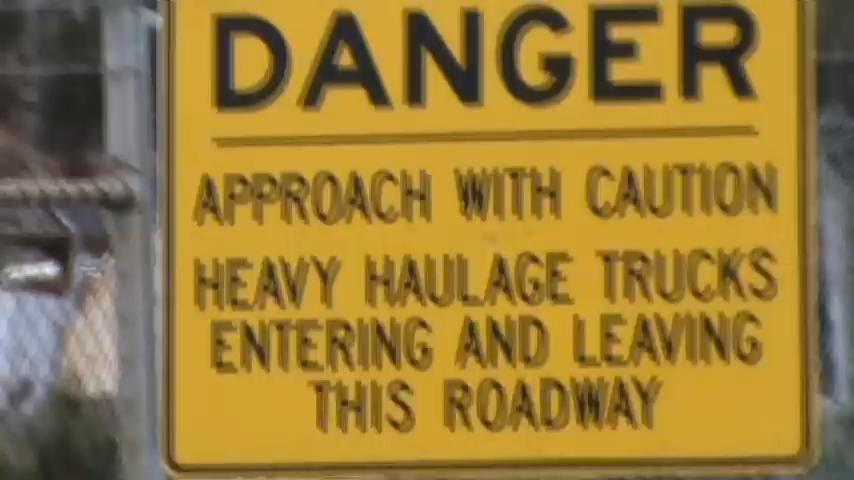 DANGER
APPROACH WITH CAUTION
HEAVY HAULAGE TRUCKS
ENTERING AND LEAVING
THIS ROADWAY